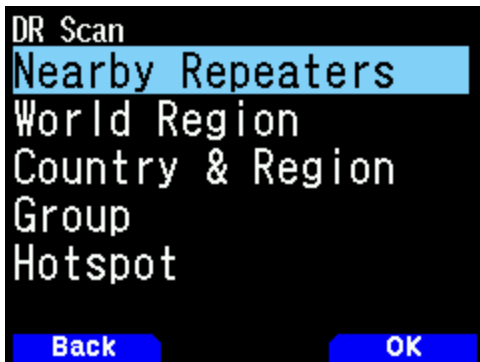 DR Scan
Nearby Repeaters
World Region
Country & Region
Group
Hotspot
Back OK